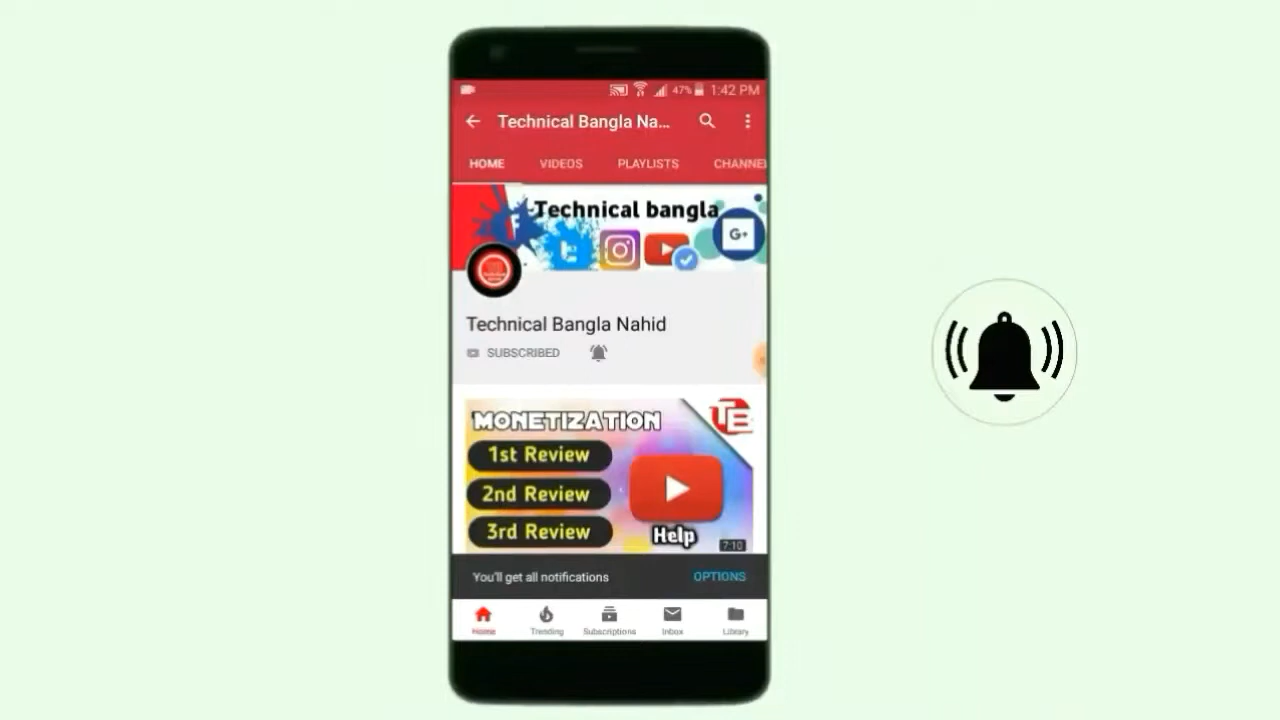 47% 1:42 PM
Technical Bangla Na...
HOME VIDEOS PLAYLISTS CHANNEL
Technical bangla
G+
Technical Bangla Nahid
SUBSCRIBED
MONETIZATION
TB
1st Review
2nd Review
3rd Review
Help
7:10
You'll get all notifications OPTIONS
Home Trending Subscriptions Inbox Library